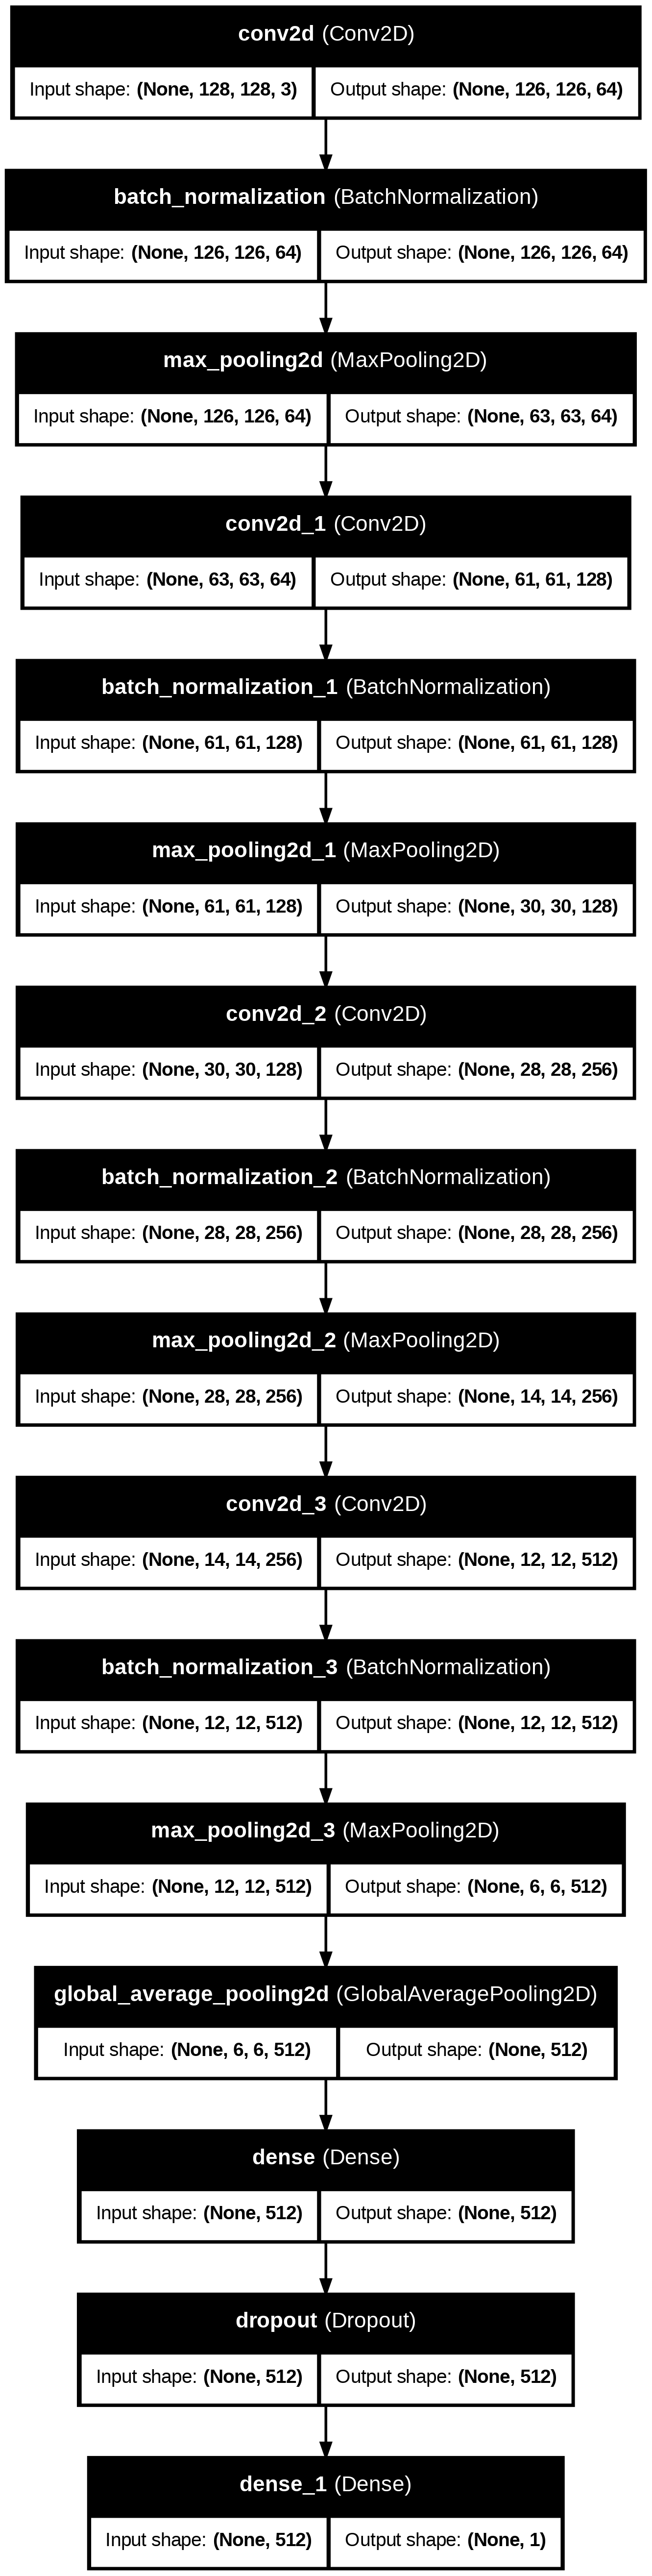 conv2d (Conv2D)
Input shape: (None, 128, 128, 3) Output shape: (None, 126, 126, 64)
batch_normalization (BatchNormalization)
Input shape: (None, 126, 126, 64) Output shape: (None, 126, 126, 64)
max_pooling2d (MaxPooling2D)
Input shape: (None, 126, 126, 64) Output shape: (None, 63, 63, 64)
conv2d_1 (Conv2D)
Input shape: (None, 63, 63, 64) Output shape: (None, 61, 61, 128)
batch_normalization_1 (BatchNormalization)
Input shape: (None, 61, 61, 128) Output shape: (None, 61, 61, 128)
max_pooling2d_1 (MaxPooling2D)
Input shape: (None, 61, 61, 128) Output shape: (None, 30, 30, 128)
conv2d_2 (Conv2D)
Input shape: (None, 30, 30, 128) Output shape: (None, 28, 28, 256)
batch_normalization_2 (BatchNormalization)
Input shape: (None, 28, 28, 256) Output shape: (None, 28, 28, 256)
max_pooling2d_2 (MaxPooling2D)
Input shape: (None, 28, 28, 256) Output shape: (None, 14, 14, 256)
conv2d_3 (Conv2D)
Input shape: (None, 14, 14, 256) Output shape: (None, 12, 12, 512)
batch_normalization_3 (BatchNormalization)
Input shape: (None, 12, 12, 512) Output shape: (None, 12, 12, 512)
max_pooling2d_3 (MaxPooling2D)
Input shape: (None, 12, 12, 512) Output shape: (None, 6, 6, 512)
global_average_pooling2d (GlobalAveragePooling2D)
Input shape: (None, 6, 6, 512) Output shape: (None, 512)
dense (Dense)
Input shape: (None, 512) Output shape: (None, 512)
dropout (Dropout)
Input shape: (None, 512) Output shape: (None, 512)
dense_1 (Dense)
Input shape: (None, 512) Output shape: (None, 1)